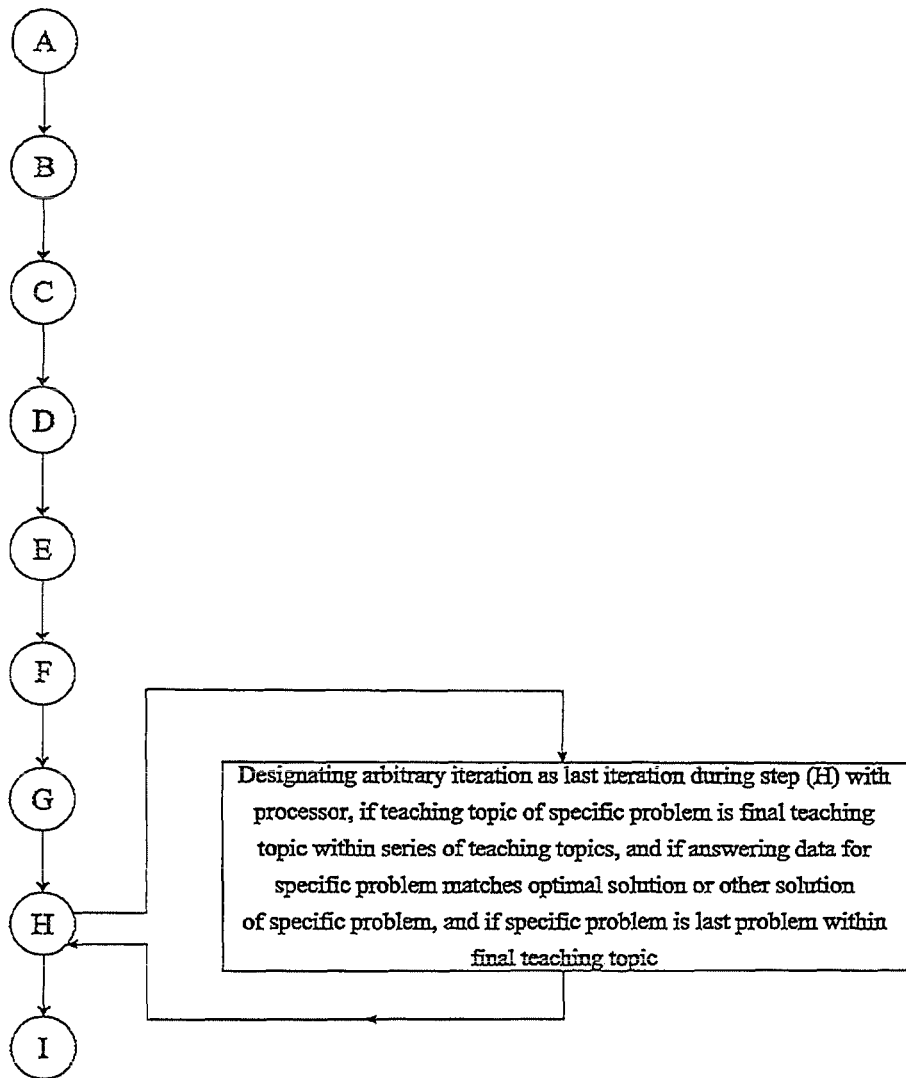 A
B
C
D
E
F
G
Designating arbitrary iteration as last iteration during step (H) with
processor, if teaching topic of specific problem is final teaching
topic within series of teaching topics, and if answering data for
specific problem matches optimal solution or other solution
of specific problem, and if specific problem is last problem within
final teaching topic
H
I